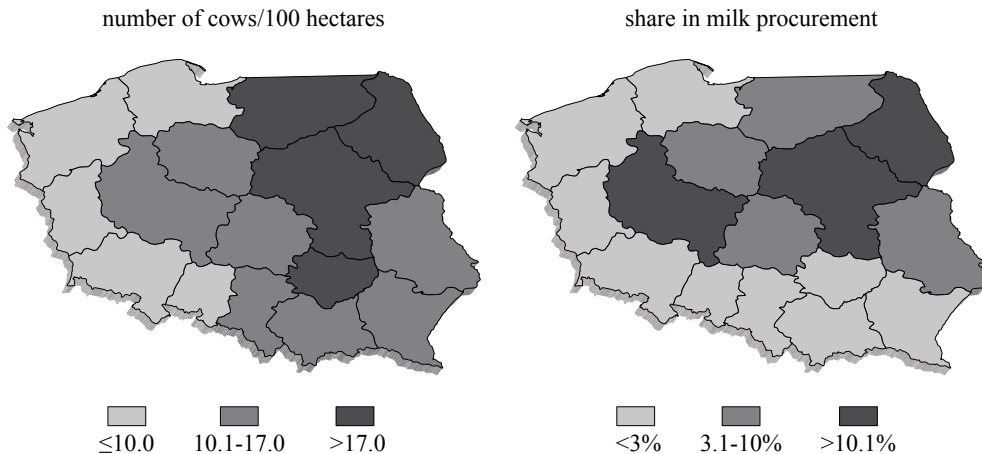 number of cows/100 hectares
share in milk procurement
≤10.0 10.1-17.0 >17.0
<3% 3.1-10% >10.1%